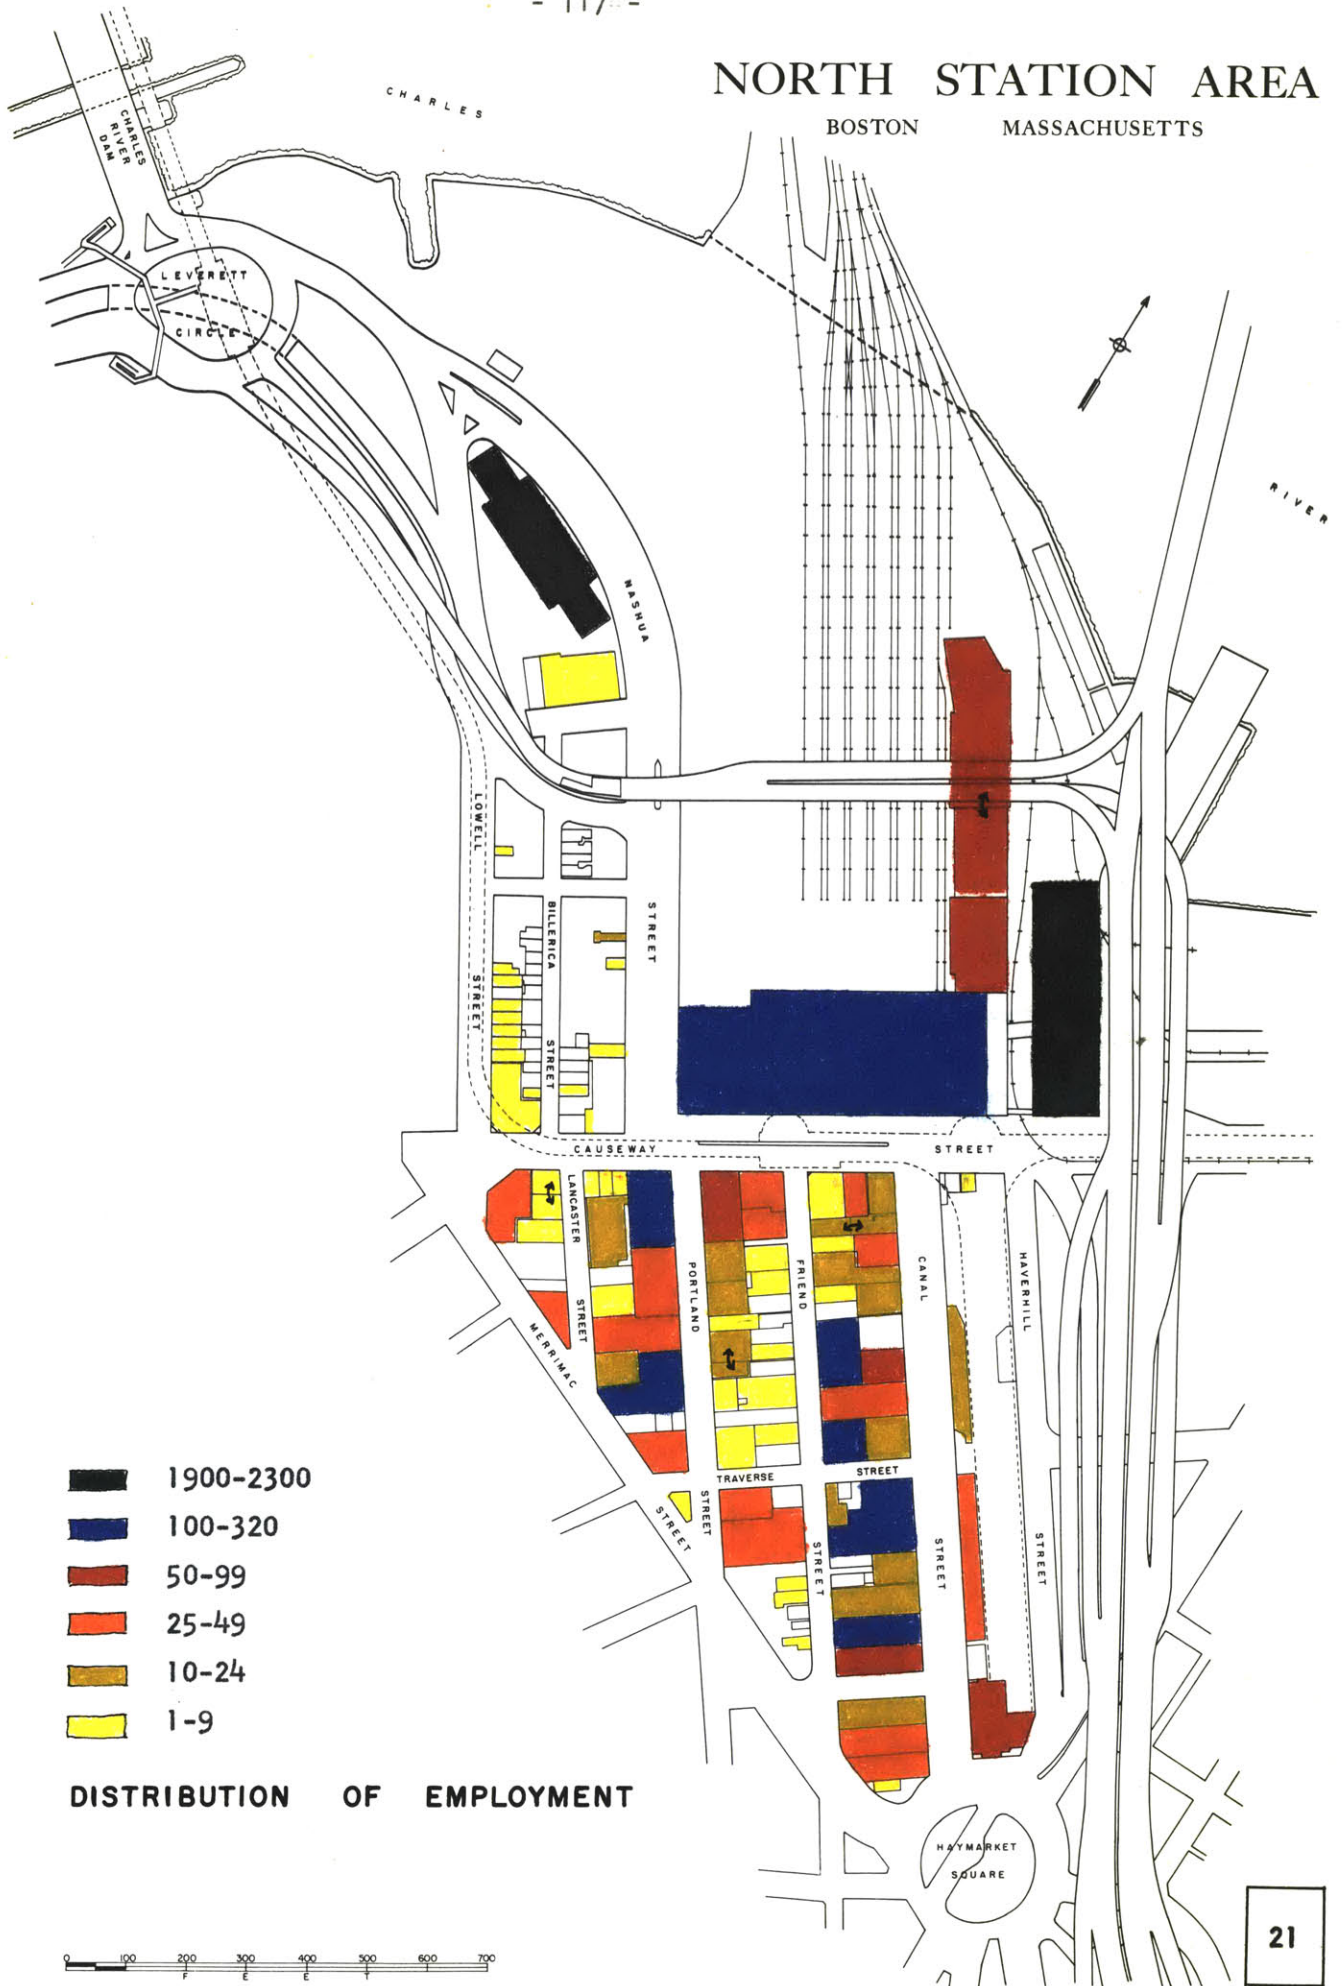 - 117 -
NORTH STATION AREA
BOSTON MASSACHUSETTS
CHARLES
CHARLES
RIVER
DAM
LEVERETT
CIRCLE
RIVER
NASHUA
STREET
LOWELL
STREET
BILLERICA
STREET
CAUSEWAY STREET
LANCASTER
STREET
PORTLAND
STREET
FRIEND
STREET
CANAL
STREET
HAVERHILL
STREET
MERRIMAC
STREET
TRAVERSE STREET
1900-2300
100-320
50-99
25-49
10-24
1-9
DISTRIBUTION OF EMPLOYMENT
HAYMARKET
SQUARE
0 100 200 300 400 500 600 700
FEET
21